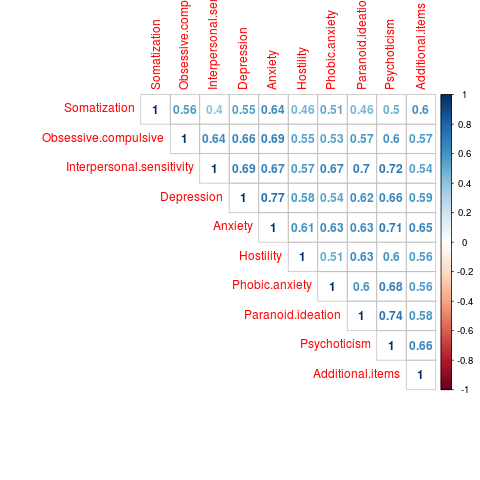 Somatization
Obsessive.comp
Interpersonal.se
Depression
Anxiety
Hostility
Phobic.anxiety
Paranoid.ideatio
Psychoticism
Additional.items
Somatization 1 0.56 0.4 0.55 0.64 0.46 0.51 0.46 0.5 0.6
Obsessive.compulsive 1 0.64 0.66 0.69 0.55 0.53 0.57 0.6 0.57
Interpersonal.sensitivity 1 0.69 0.67 0.57 0.67 0.7 0.72 0.54
Depression 1 0.77 0.58 0.54 0.62 0.66 0.59
Anxiety 1 0.61 0.63 0.63 0.71 0.65
Hostility 1 0.51 0.63 0.6 0.56
Phobic.anxiety 1 0.6 0.68 0.56
Paranoid.ideation 1 0.74 0.58
Psychoticism 1 0.66
Additional.items 1
1
0.8
0.6
0.4
0.2
0
-0.2
-0.4
-0.6
-0.8
-1